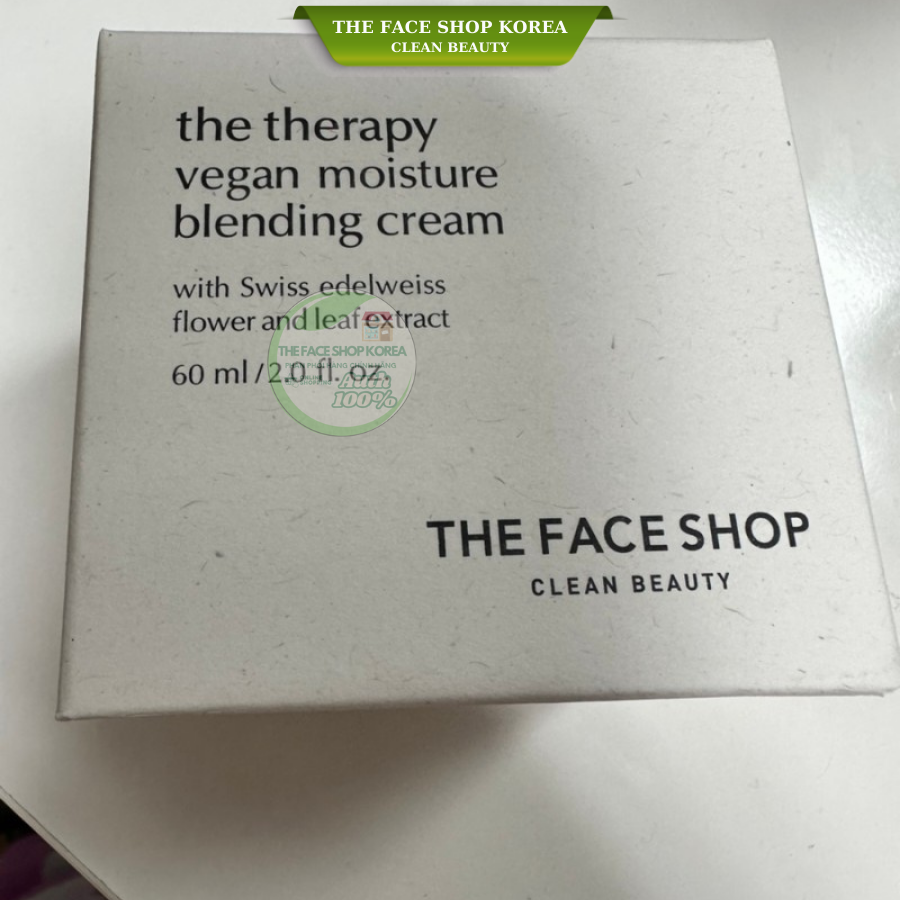 THE FACE SHOP KOREA
CLEAN BEAUTY
the therapy
vegan moisture
blending cream
with Swiss edelweiss
flower and leaf extract
60 ml / 2.0 fl. oz.
THE FACE SHOP KOREA
Auth
100%
THE FACE SHOP
CLEAN BEAUTY